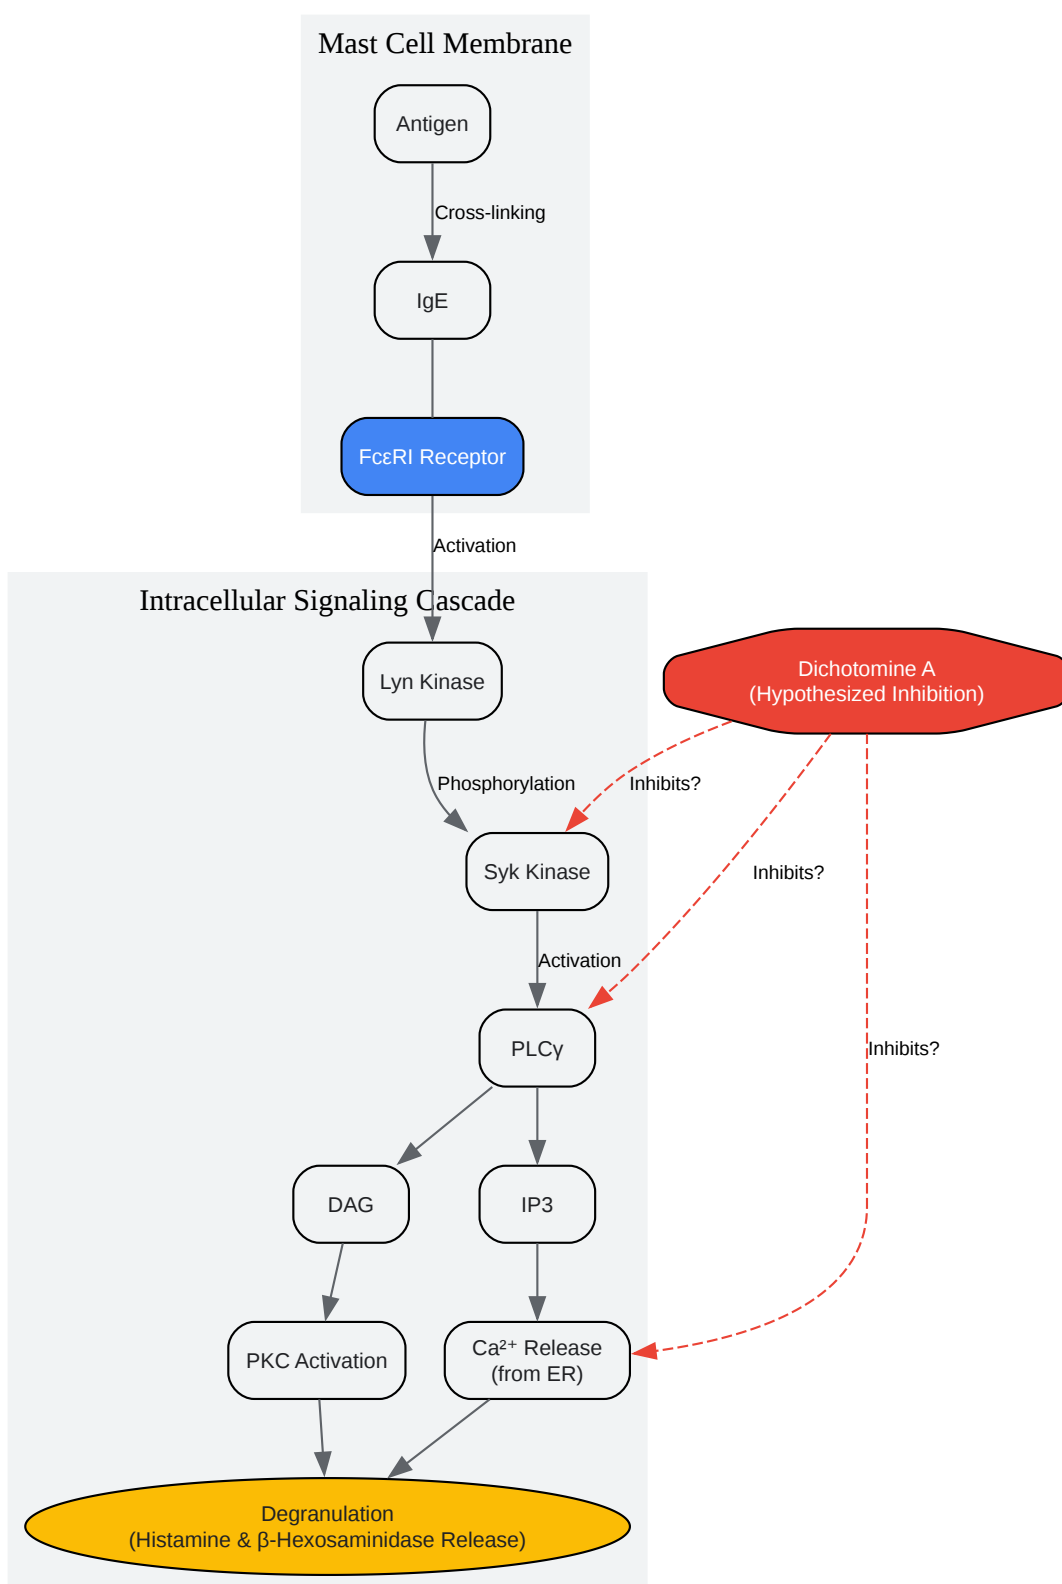 Mast Cell Membrane
Antigen
Cross-linking
IgE
FcεRI Receptor
Activation
Intracellular Signaling Cascade
Lyn Kinase
Dichotomine A
(Hypothesized Inhibition)
Phosphorylation
Inhibits?
Syk Kinase
Inhibits?
Activation
PLCγ
Inhibits?
DAG
IP3
PKC Activation
Ca²⁺ Release
(from ER)
Degranulation
(Histamine & β-Hexosaminidase Release)